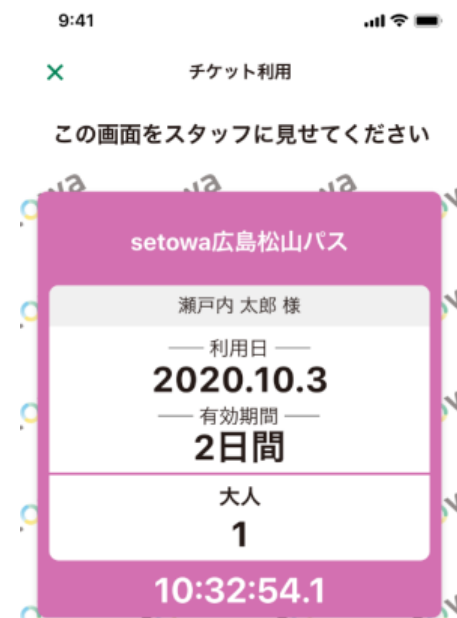 9:41
チケット利用
この画面をスタッフに見せてください
setowa広島松山パス
瀬戸内 太郎 様
利用日
2020.10.3
有効期間
2日間
大人
1
10:32:54.1